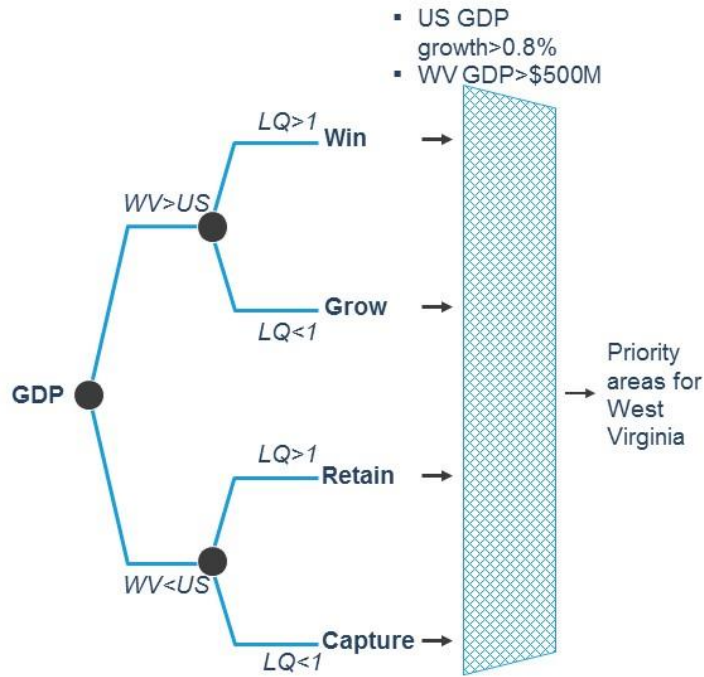 ▪ US GDP
growth>0.8%
▪ WV GDP>$500M
LQ>1
Win
WV>US
Grow
LQ<1
GDP
Priority
areas for
West
Virginia
LQ>1
Retain
WV<US
Capture
LQ<1